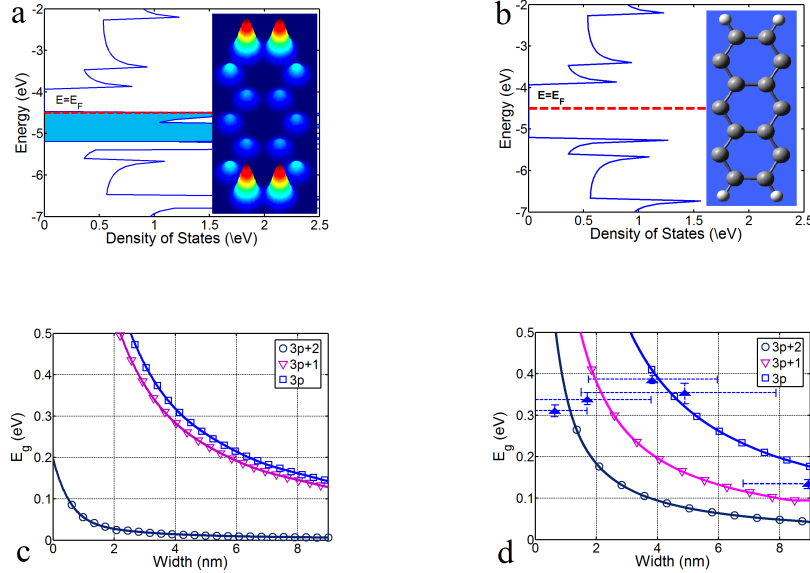 a
-2
-3
-4
-5
-6
-7
Energy (eV)
E=E_F
0
0.5
1
1.5
2
2.5
Density of States (\eV)
b
-2
-3
-4
-5
-6
-7
Energy (eV)
E=E_F
0
0.5
1
1.5
2
2.5
Density of States (\eV)
0.5
0.4
0.3
0.2
0.1
0
E_g (eV)
3p+2
3p+1
3p
0
2
4
6
8
Width (nm)
c
0.5
0.4
0.3
0.2
0.1
0
E_g (eV)
3p+2
3p+1
3p
0
2
4
6
8
Width (nm)
d